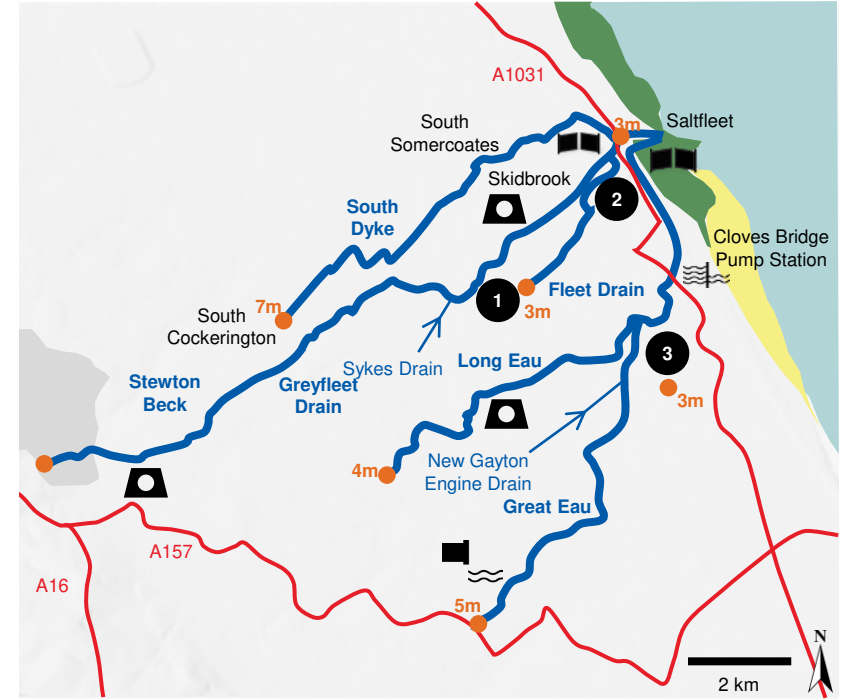 A1031
3m
Saltfleet
South
Somercoates
Skidbrook
2
South
Dyke
Cloves Bridge
Pump Station
7m
1
Fleet Drain
3m
South
Cockerington
3
Sykes Drain
Long Eau
Stewton
Beck
Greyfleet
Drain
3m
4m
New Gayton
Engine Drain
Great Eau
A157
A16
5m
N
2 km